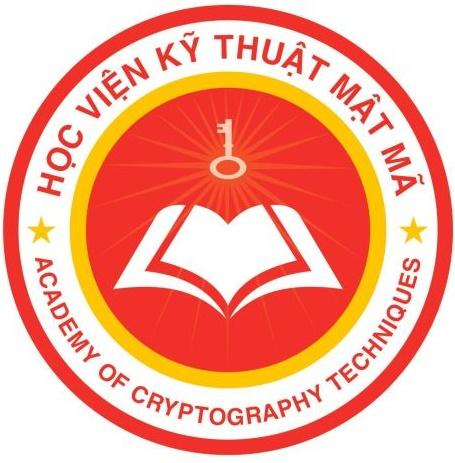 HỌC VIỆN KỸ THUẬT MẬT MÃ
ACADEMY OF CRYPTOGRAPHY TECHNIQUES